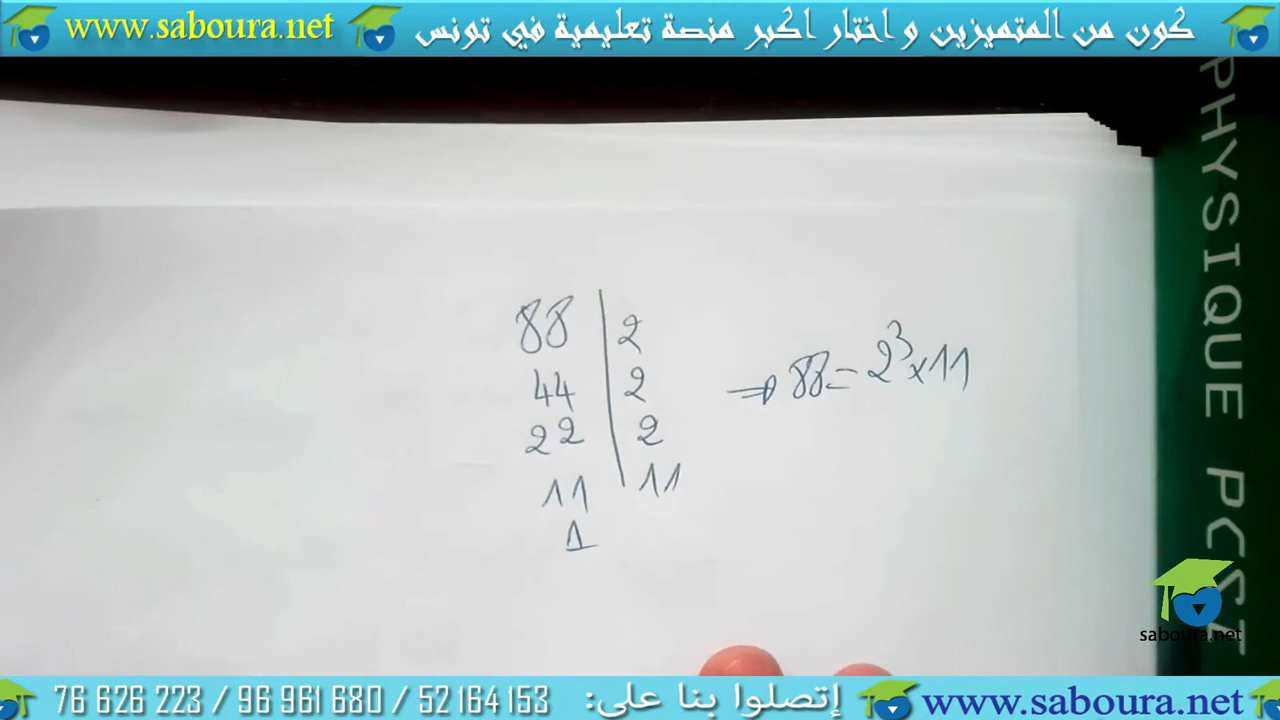 www.saboura.net
كون من المتميزين و اختار اكبر منصة تعليمية في تونس
PHYSIQUE PCST
88 | 2
44 | 2
22 | 2
11 | 11
1
⇒ 88 = 2³ × 11
saboura.net
76 626 223 / 96 961 680 / 52 164 153 إتصلوا بنا على:
www.saboura.net